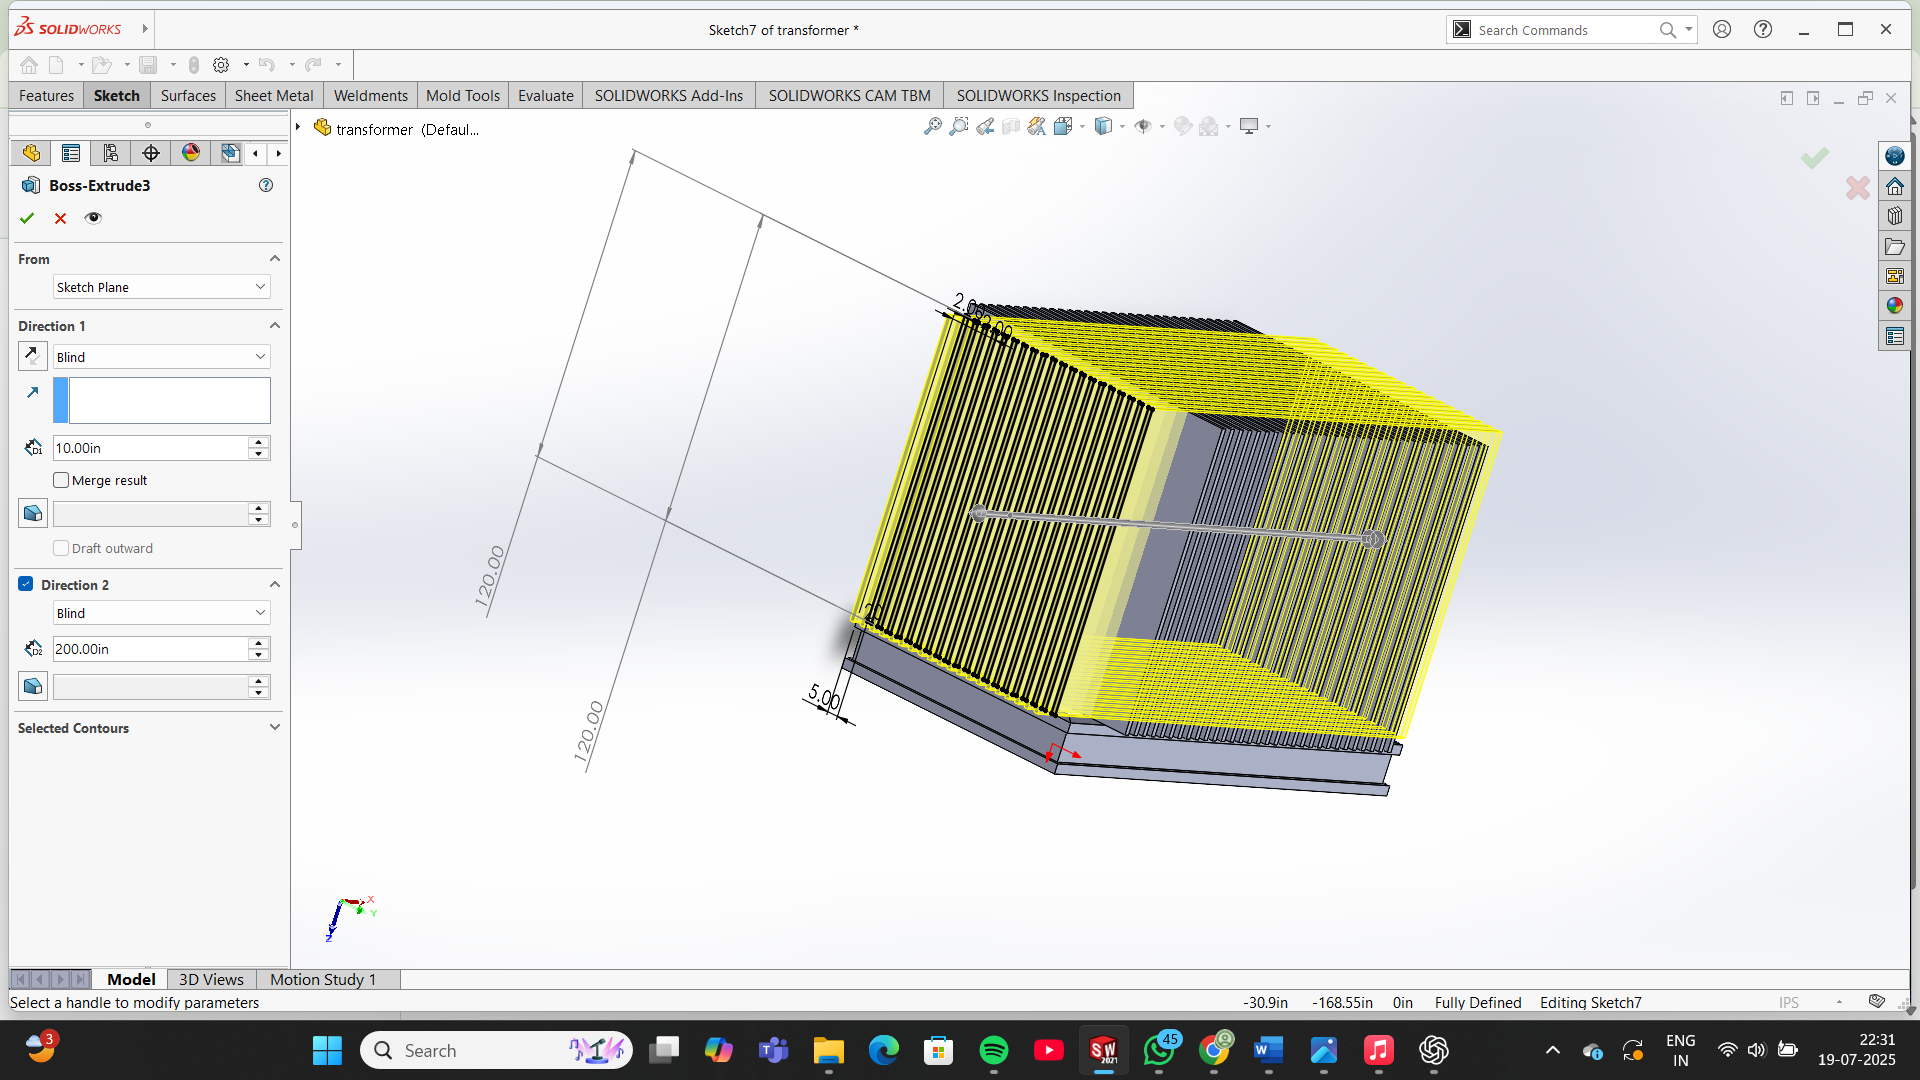 SOLIDWORKS
Sketch7 of transformer *
Search Commands
Features
Sketch
Surfaces
Sheet Metal
Weldments
Mold Tools
Evaluate
SOLIDWORKS Add-Ins
SOLIDWORKS CAM TBM
SOLIDWORKS Inspection
transformer (Defaul...
Boss-Extrude3
From
Sketch Plane
Direction 1
Blind
10.00in
Merge result
Draft outward
Direction 2
Blind
200.00in
Selected Contours
120.00
120.00
5.00
X
Y
Z
Model
3D Views
Motion Study 1
Select a handle to modify parameters
-30.9in
-168.55in
0in
Fully Defined
Editing Sketch7
IPS
3
Search
SW
2021
45
W
ENG
IN
22:31
19-07-2025